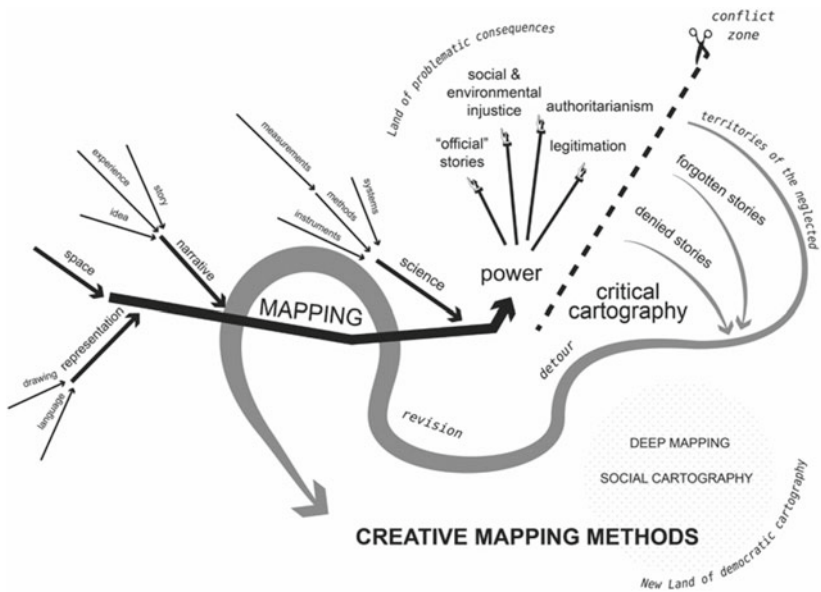 conflict
zone
Land of problematic consequences
social &
environmental
injustice
authoritarianism
"official"
stories
legitimation
territories of the neglected
forgotten stories
denied stories
measurements
methods
systems
instruments
science
experience
story
idea
narrative
space
MAPPING
power
critical
cartography
representation
drawing
language
detour
revision
DEEP MAPPING
SOCIAL CARTOGRAPHY
CREATIVE MAPPING METHODS
New Land of democratic cartography